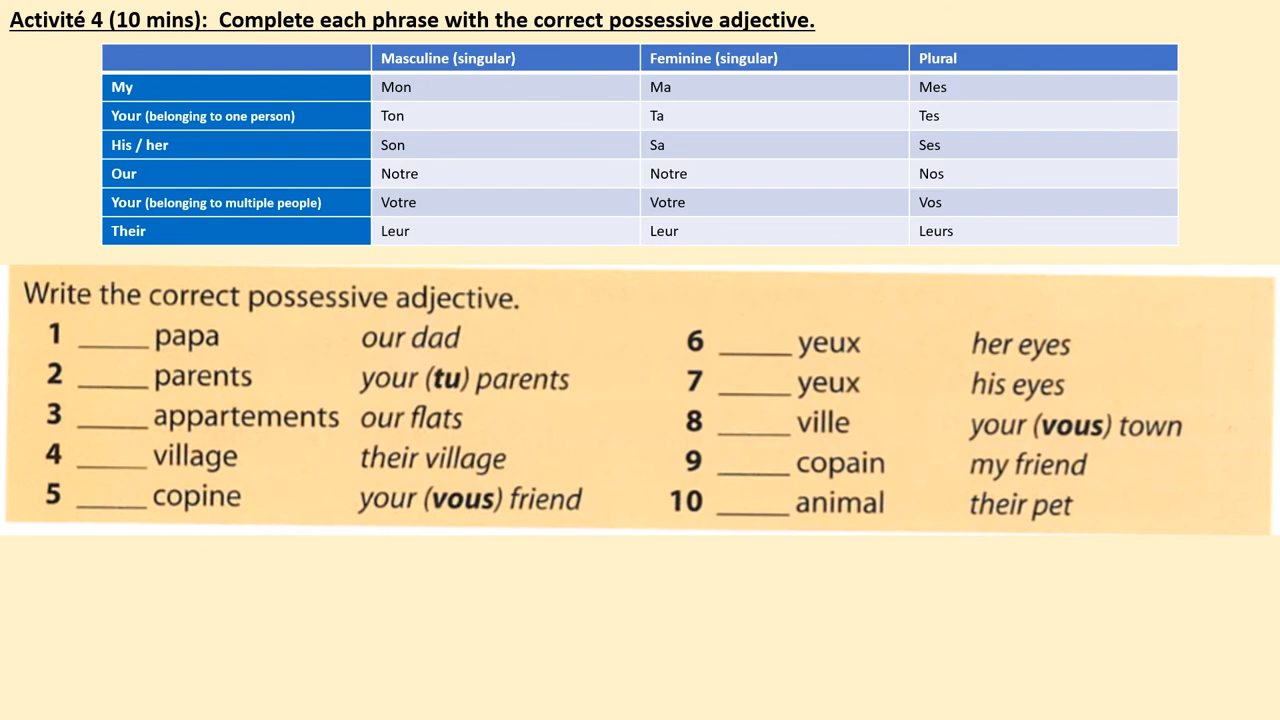 Activité 4 (10 mins): Complete each phrase with the correct possessive adjective.
Masculine (singular) Feminine (singular) Plural
My Mon Ma Mes
Your (belonging to one person) Ton Ta Tes
His / her Son Sa Ses
Our Notre Notre Nos
Your (belonging to multiple people) Votre Votre Vos
Their Leur Leur Leurs
Write the correct possessive adjective.
1 _____ papa our dad
2 _____ parents your (tu) parents
3 _____ appartements our flats
4 _____ village their village
5 _____ copine your (vous) friend
6 _____ yeux her eyes
7 _____ yeux his eyes
8 _____ ville your (vous) town
9 _____ copain my friend
10 _____ animal their pet